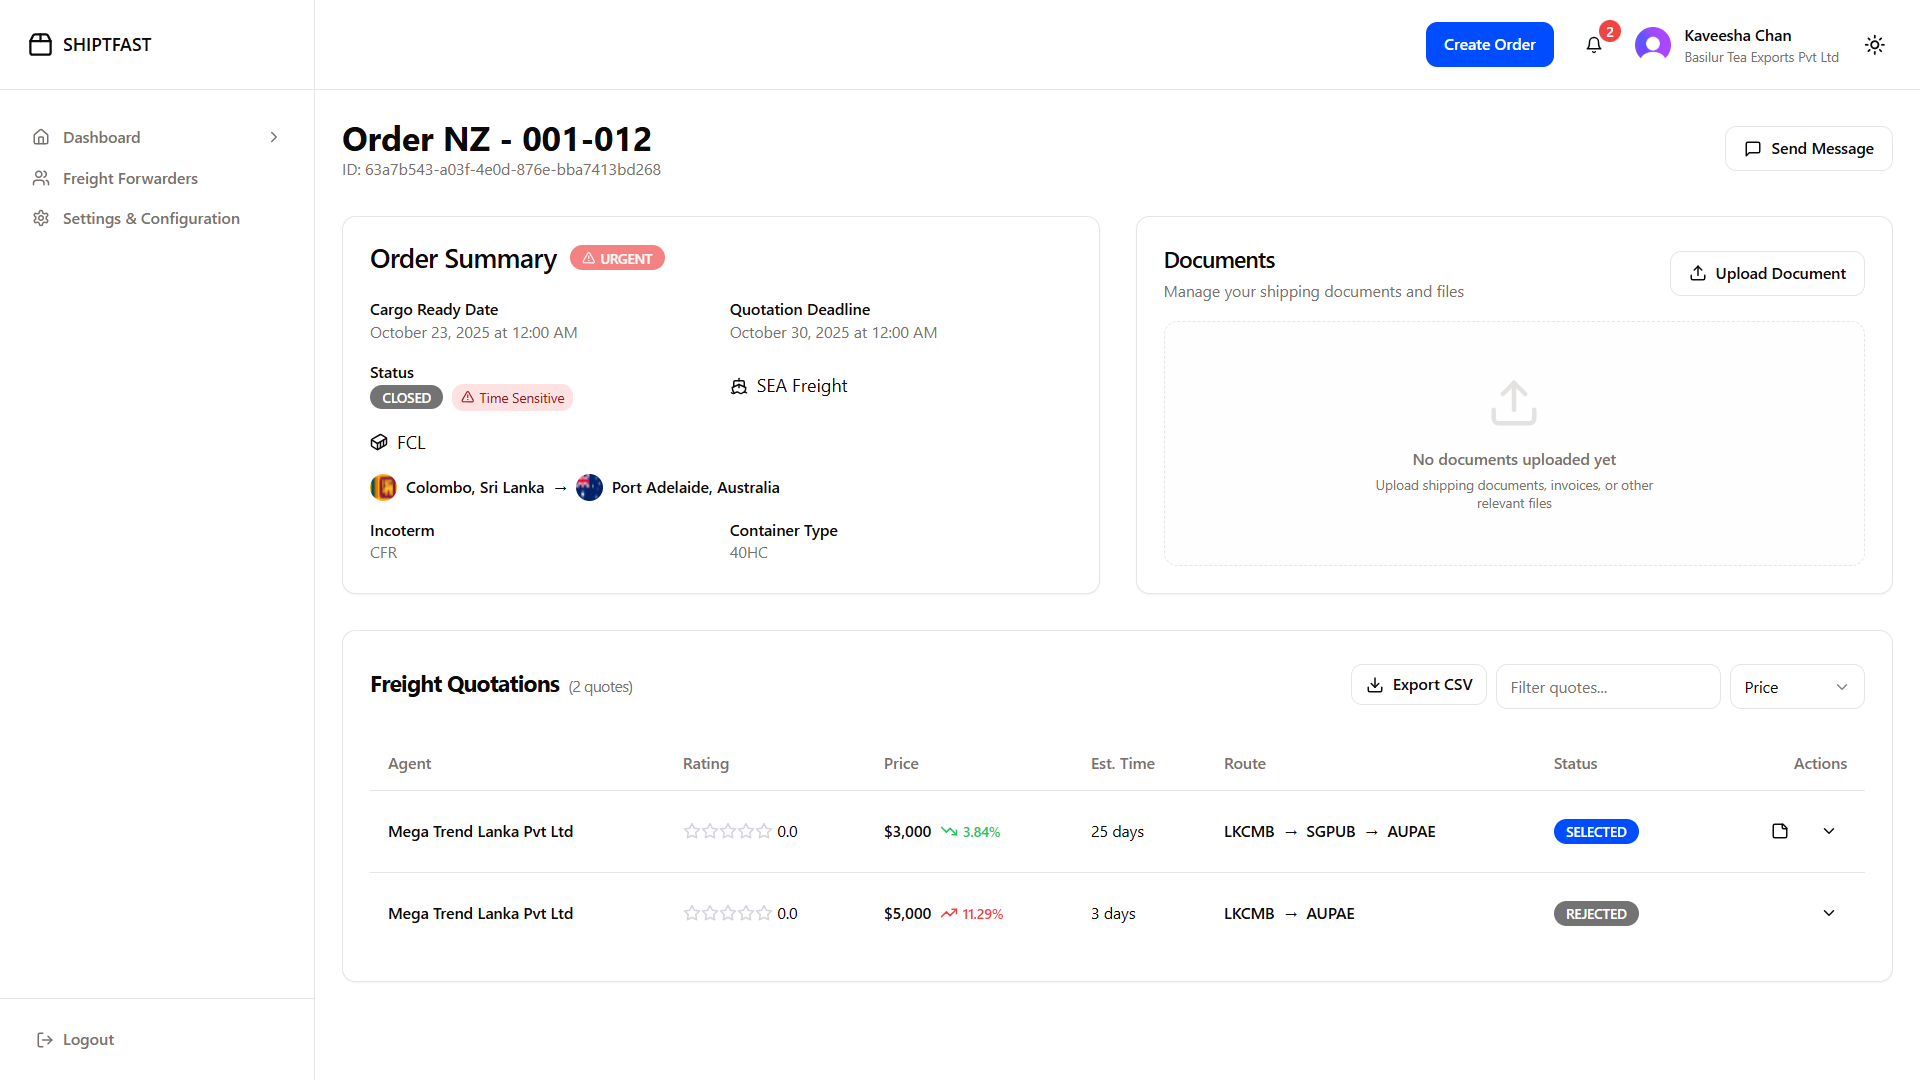 SHIPTFAST
Create Order
2
Kaveesha Chan
Basilur Tea Exports Pvt Ltd
Dashboard
Freight Forwarders
Settings & Configuration
Logout
Order NZ - 001-012
ID: 63a7b543-a03f-4e0d-876e-bba7413bd268
Send Message
Order Summary
URGENT
Cargo Ready Date
October 23, 2025 at 12:00 AM
Quotation Deadline
October 30, 2025 at 12:00 AM
Status
CLOSED
Time Sensitive
SEA Freight
FCL
Colombo, Sri Lanka → Port Adelaide, Australia
Incoterm
CFR
Container Type
40HC
Documents
Manage your shipping documents and files
Upload Document
No documents uploaded yet
Upload shipping documents, invoices, or other
relevant files
Freight Quotations (2 quotes)
Export CSV
Filter quotes...
Price
Agent Rating Price Est. Time Route Status Actions
Mega Trend Lanka Pvt Ltd 0.0 $3,000 3.84% 25 days LKCMB → SGPUB → AUPAE SELECTED
Mega Trend Lanka Pvt Ltd 0.0 $5,000 11.29% 3 days LKCMB → AUPAE REJECTED